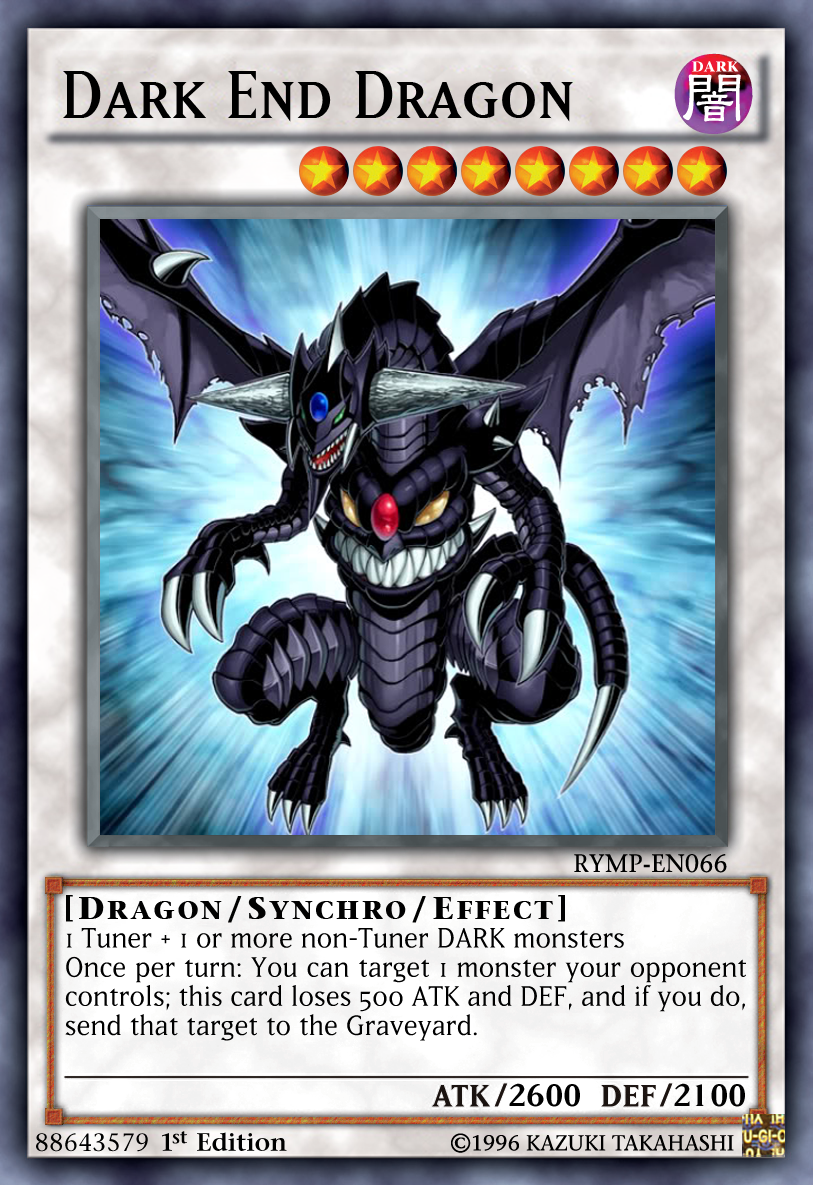 Dark End Dragon
DARK
闇
RYMP-EN066
[Dragon/Synchro/Effect]
1 Tuner + 1 or more non-Tuner DARK monsters
Once per turn: You can target 1 monster your opponent
controls; this card loses 500 ATK and DEF, and if you do,
send that target to the Graveyard.
ATK/2600 DEF/2100
88643579 1st Edition ©1996 KAZUKI TAKAHASHI